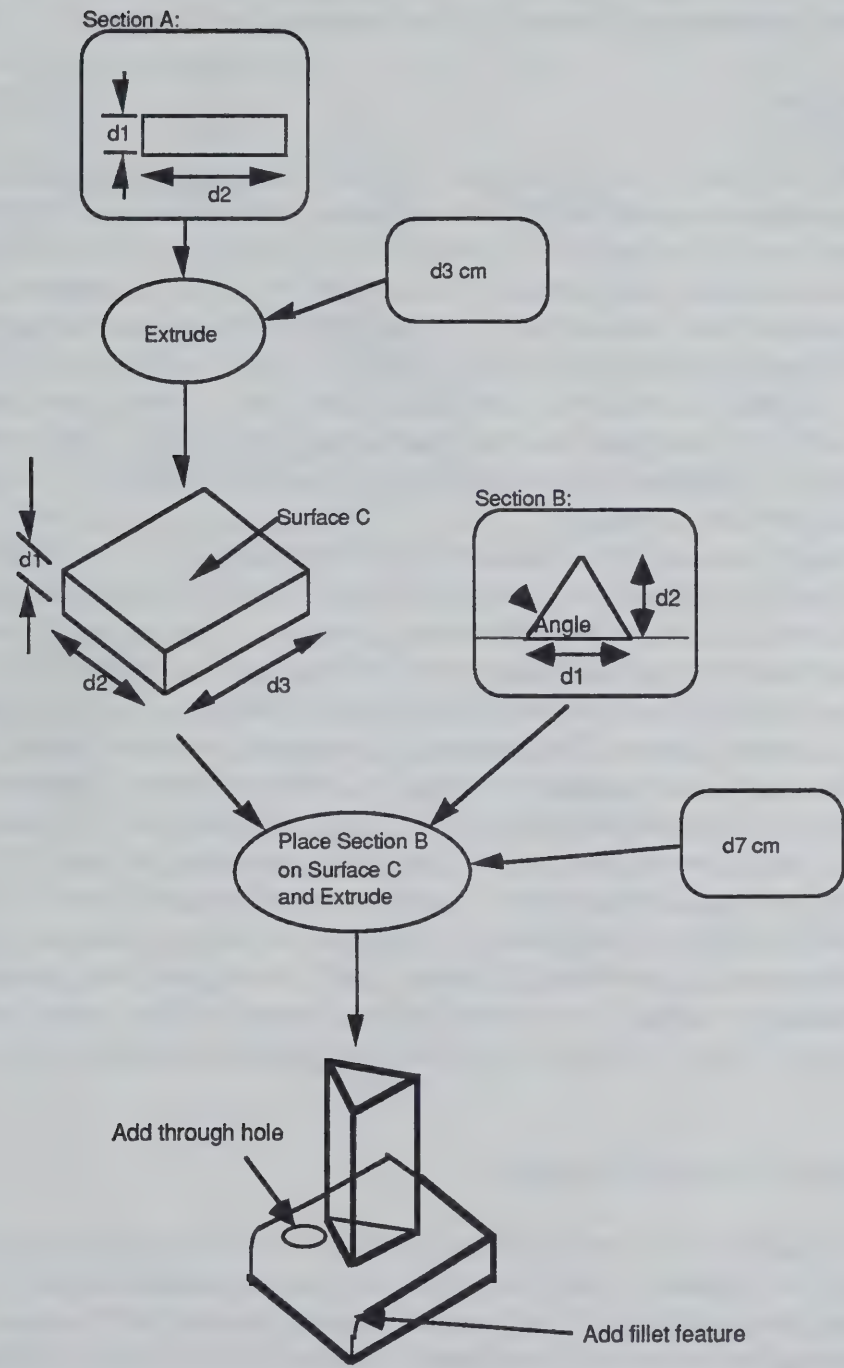 Section A:
d1
d2
d3 cm
Extrude
Surface C
d1
d2
d3
Section B:
Angle
d2
d1
Place Section B
on Surface C
and Extrude
d7 cm
Add through hole
Add fillet feature